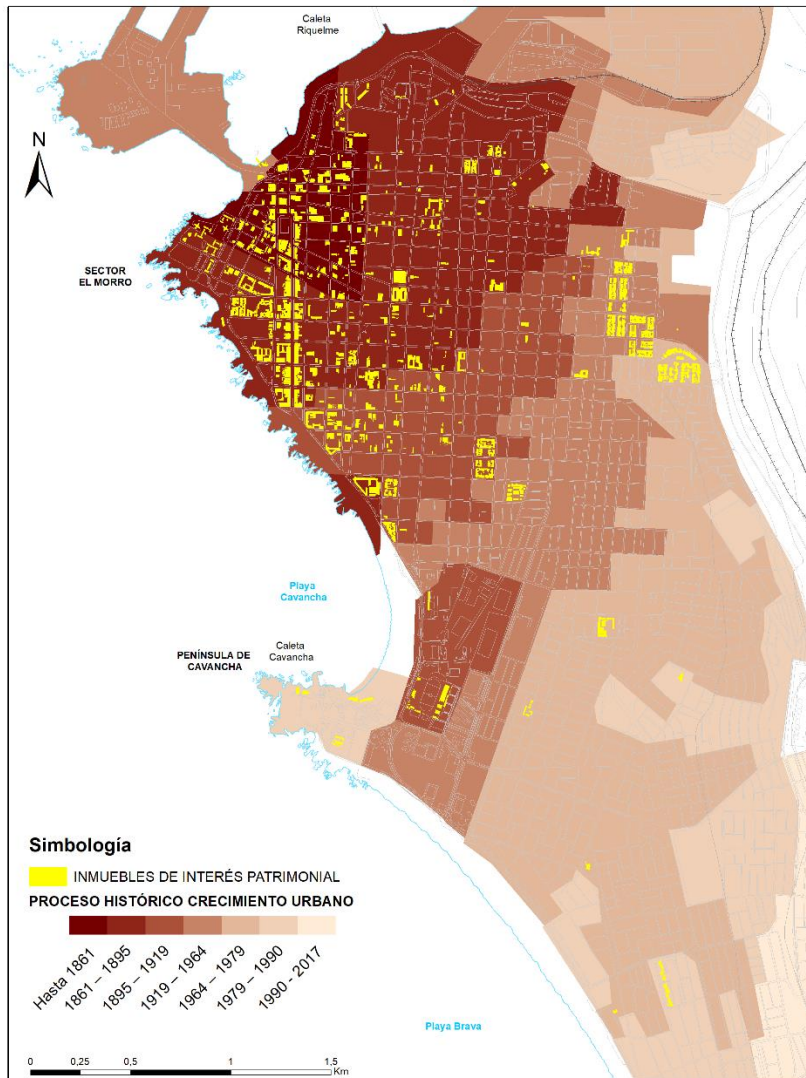 Caleta
Riquelme
N
SECTOR
EL MORRO
Playa
Cavancha
PENÍNSULA DE
CAVANCHA
Caleta
Cavancha
Simbología
INMUEBLES DE INTERÉS PATRIMONIAL
PROCESO HISTÓRICO CRECIMIENTO URBANO
Hasta 1861
1861 – 1895
1895 – 1919
1919 – 1964
1964 – 1979
1979 – 1990
1990 - 2017
Playa Brava
0 0,25 0,5 1 1,5
Km